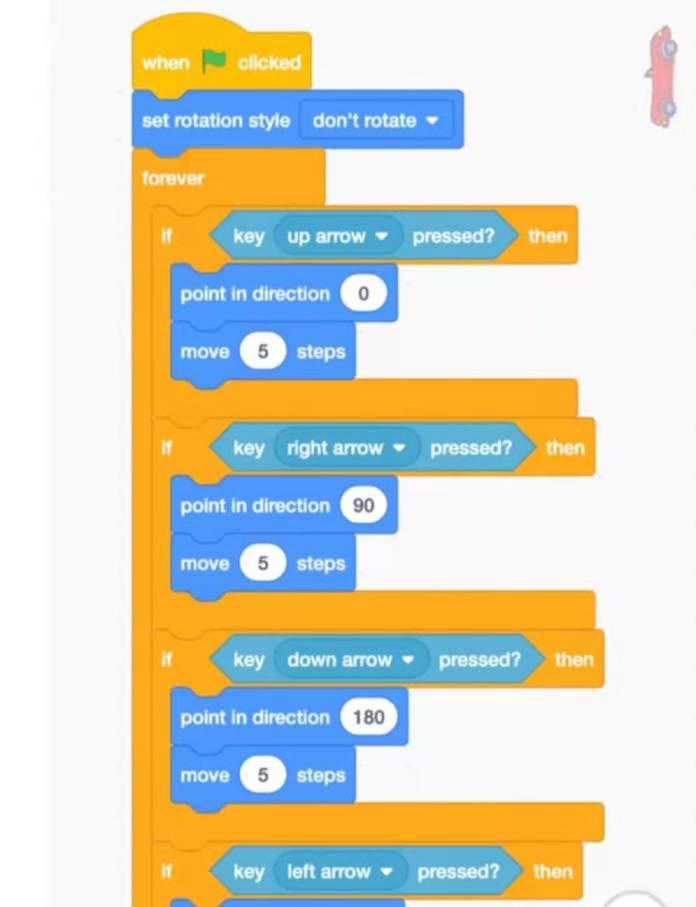 when clicked
set rotation style don't rotate
forever
if key up arrow pressed? then
point in direction 0
move 5 steps
if key right arrow pressed? then
point in direction 90
move 5 steps
if key down arrow pressed? then
point in direction 180
move 5 steps
if key left arrow pressed? then